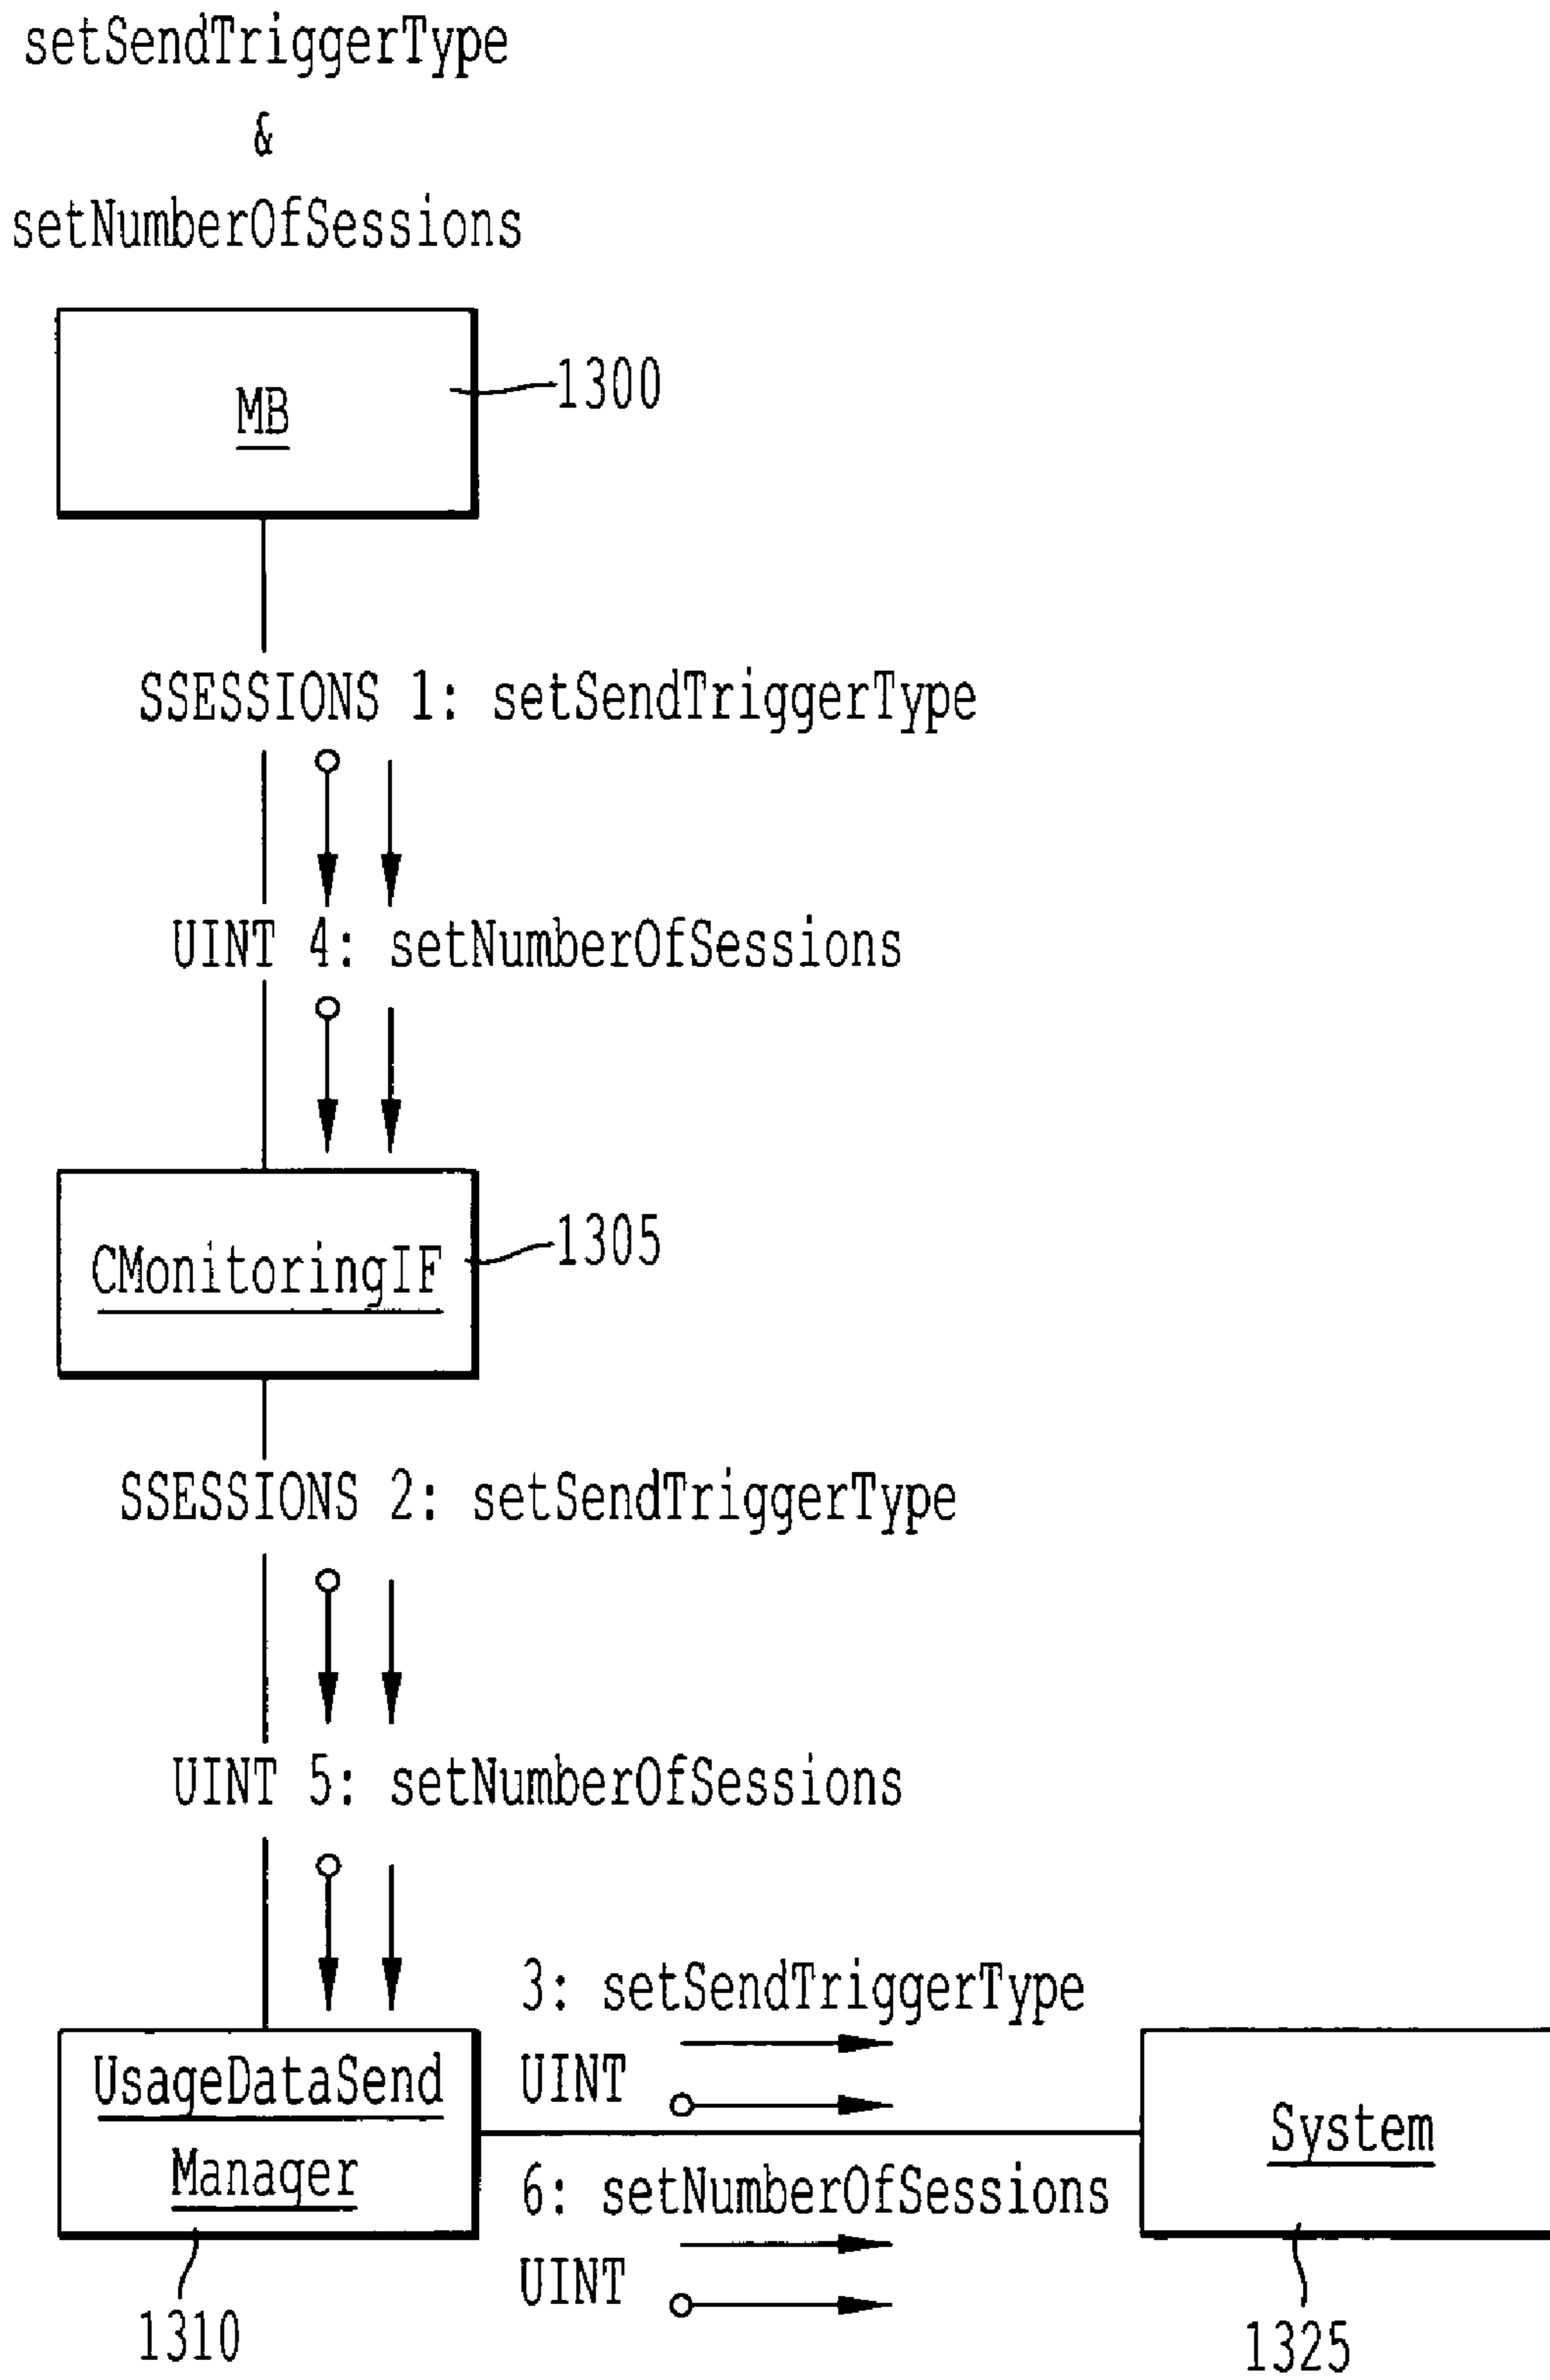 setSendTriggerType
&
setNumberOfSessions
MB
1300
SSESSIONS 1: setSendTriggerType
UINT 4: setNumberOfSessions
CMonitoringIF
1305
SSESSIONS 2: setSendTriggerType
UINT 5: setNumberOfSessions
3: setSendTriggerType
UINT
UsageDataSend
Manager
System
6: setNumberOfSessions
UINT
1310
1325